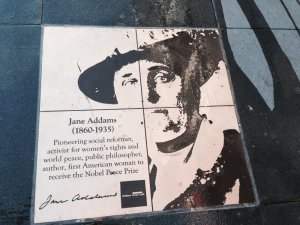 Jane Addams
(1860-1935)
Pioneering social reformer,
activist for women's rights and
world peace, public philosopher,
author, first American woman to
receive the Nobel Peace Prize
Jane Addams